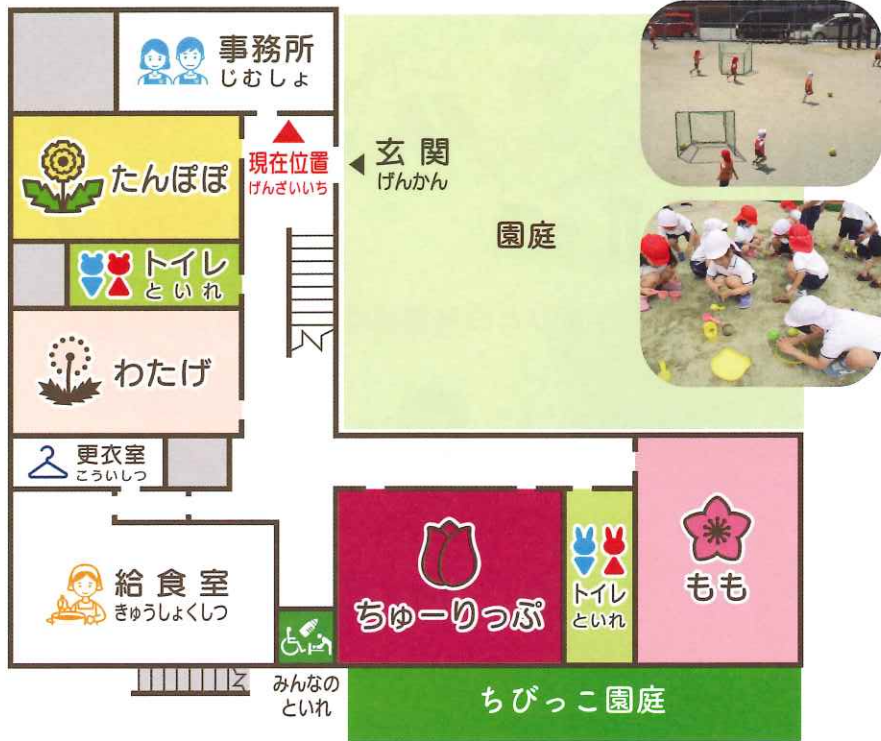 事務所
じむしょ
たんぽぽ
現在位置
げんざいいち
玄関
げんかん
園庭
トイレ
といれ
わたげ
更衣室
こういしつ
給食室
きゅうしょくしつ
ちゅーりっぷ
トイレ
といれ
もも
みんなの
といれ
ちびっこ園庭